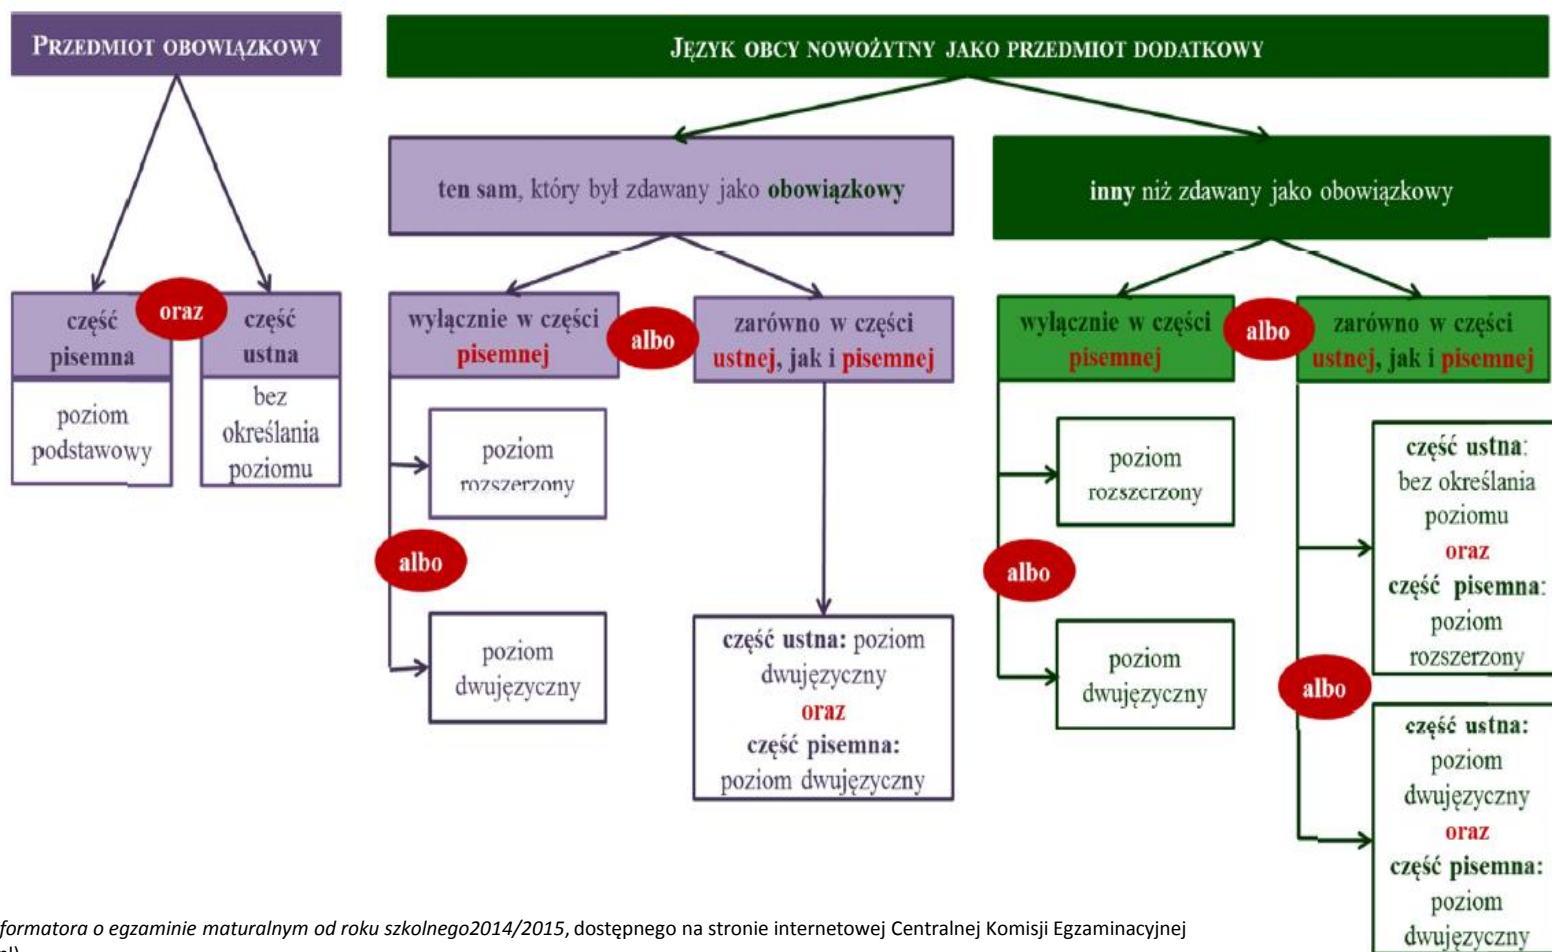 PRZEDMIOT OBOWIĄZKOWY
część
pisemna
oraz
część
ustna
poziom
podstawowy
bez
określania
poziomu
JĘZYK OBCY NOWOŻYTNY JAKO PRZEDMIOT DODATKOWY
ten sam, który był zdawany jako obowiązkowy
wyłącznie w części
pisemnej
albo
zarówno w części
ustnej, jak i pisemnej
poziom
rozszerzony
albo
poziom
dwujęzyczny
część ustna: poziom
dwujęzyczny
oraz
część pisemna:
poziom dwujęzyczny
inny niż zdawany jako obowiązkowy
wyłącznie w części
pisemnej
albo
zarówno w części
ustnej, jak i pisemnej
poziom
rozszerzony
albo
poziom
dwujęzyczny
część ustna:
bez określania
poziomu
oraz
część pisemna:
poziom
rozszerzony
albo
część ustna:
poziom
dwujęzyczny
oraz
część pisemna:
poziom
dwujęzyczny
formatora o egzaminie maturalnym od roku szkolnego2014/2015, dostępnego na stronie internetowej Centralnej Komisji Egzaminacyjnej